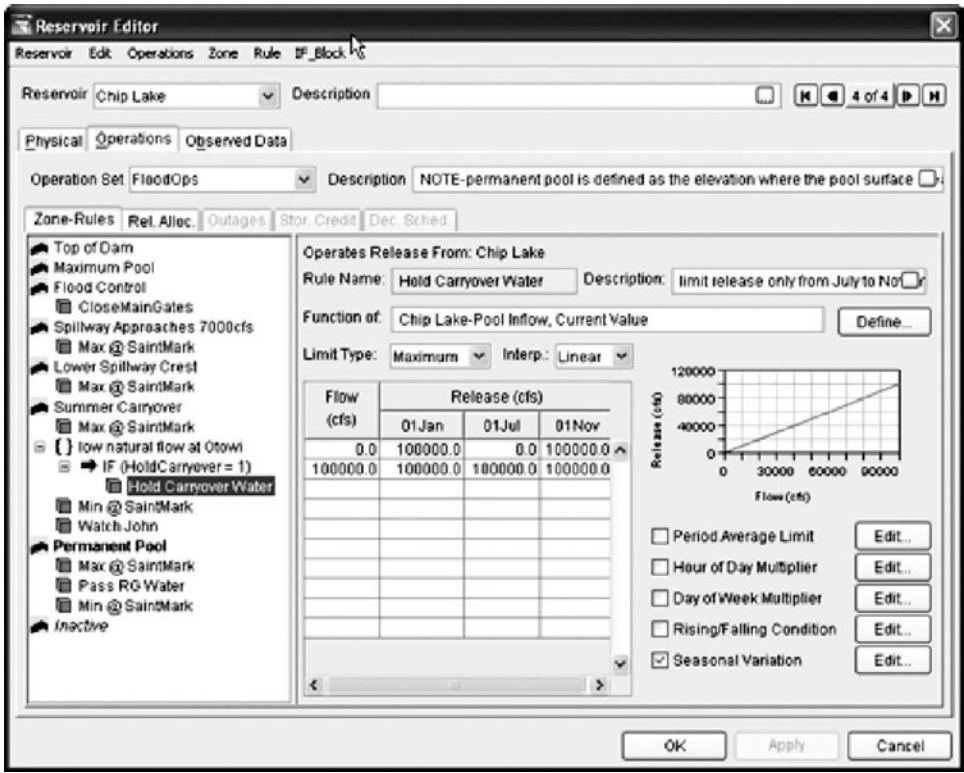 Reservoir Editor
Reservoir Edit Operations Zone Rule IF_Block
Reservoir Chip Lake Description ... 4 of 4
Physical Operations Observed Data
Operation Set FloodOps Description NOTE-permanent pool is defined as the elevation where the pool surface
Zone-Rules Rel. Alloc. Outages Stor. Credit Dec. Sched.
Top of Dam
Maximum Pool
Flood Control
CloseMainGates
Spillway Approaches 7000cfs
Max @ SaintMark
Lower Spillway Crest
Max @ SaintMark
Summer Carryover
Max @ SaintMark
{ } low natural flow at Otowi
IF (HoldCarryover = 1)
Hold Carryover Water
Min @ SaintMark
Watch John
Permanent Pool
Max @ SaintMark
Pass RG Water
Min @ SaintMark
Inactive
Operates Release From: Chip Lake
Rule Name: Hold Carryover Water Description: limit release only from July to Nov
Function of: Chip Lake-Pool Inflow, Current Value Define...
Limit Type: Maximum Interp.: Linear
Flow (cfs) Release (cfs)
01Jan 01Jul 01Nov
0.0 100000.0 0.0 100000.0
100000.0 100000.0 100000.0 100000.0
Release (cfs)
120000
80000
40000
0
0 30000 60000 90000
Flow (cfs)
Period Average Limit Edit...
Hour of Day Multiplier Edit...
Day of Week Multiplier Edit...
Rising/Falling Condition Edit...
Seasonal Variation Edit...
OK Apply Cancel